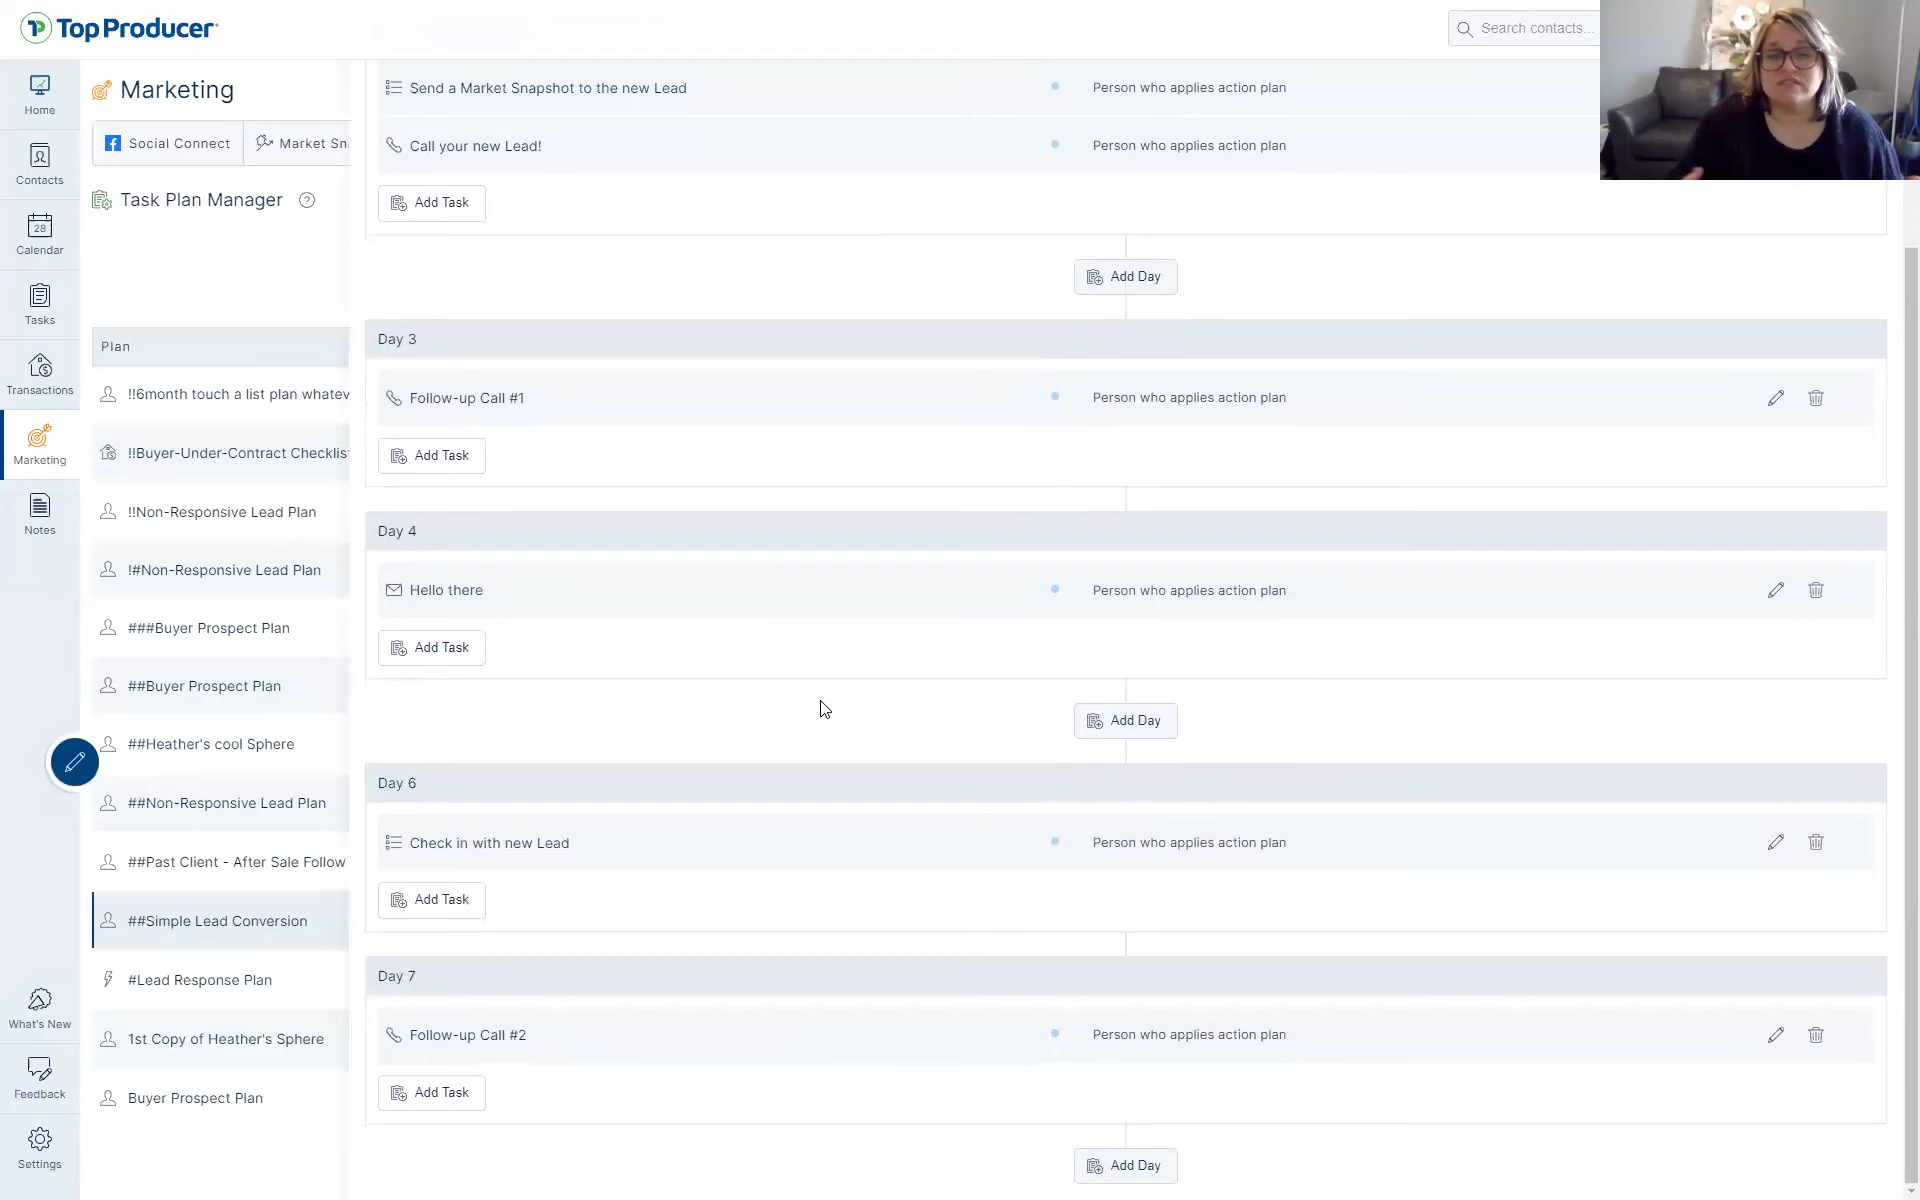 Top Producer
Search contacts...
Home
Contacts
28
Calendar
Tasks
Transactions
Marketing
Notes
What's New
Feedback
Settings
Marketing
Social Connect
Market Sn
Task Plan Manager
?
Plan
!!6month touch a list plan whatev
!!Buyer-Under-Contract Checklis
!!Non-Responsive Lead Plan
!#Non-Responsive Lead Plan
###Buyer Prospect Plan
##Buyer Prospect Plan
##Heather's cool Sphere
##Non-Responsive Lead Plan
##Past Client - After Sale Follow
##Simple Lead Conversion
#Lead Response Plan
1st Copy of Heather's Sphere
Buyer Prospect Plan
Send a Market Snapshot to the new Lead Person who applies action plan
Call your new Lead! Person who applies action plan
Add Task
Add Day
Day 3
Follow-up Call #1 Person who applies action plan
Add Task
Day 4
Hello there Person who applies action plan
Add Task
Add Day
Day 6
Check in with new Lead Person who applies action plan
Add Task
Day 7
Follow-up Call #2 Person who applies action plan
Add Task
Add Day